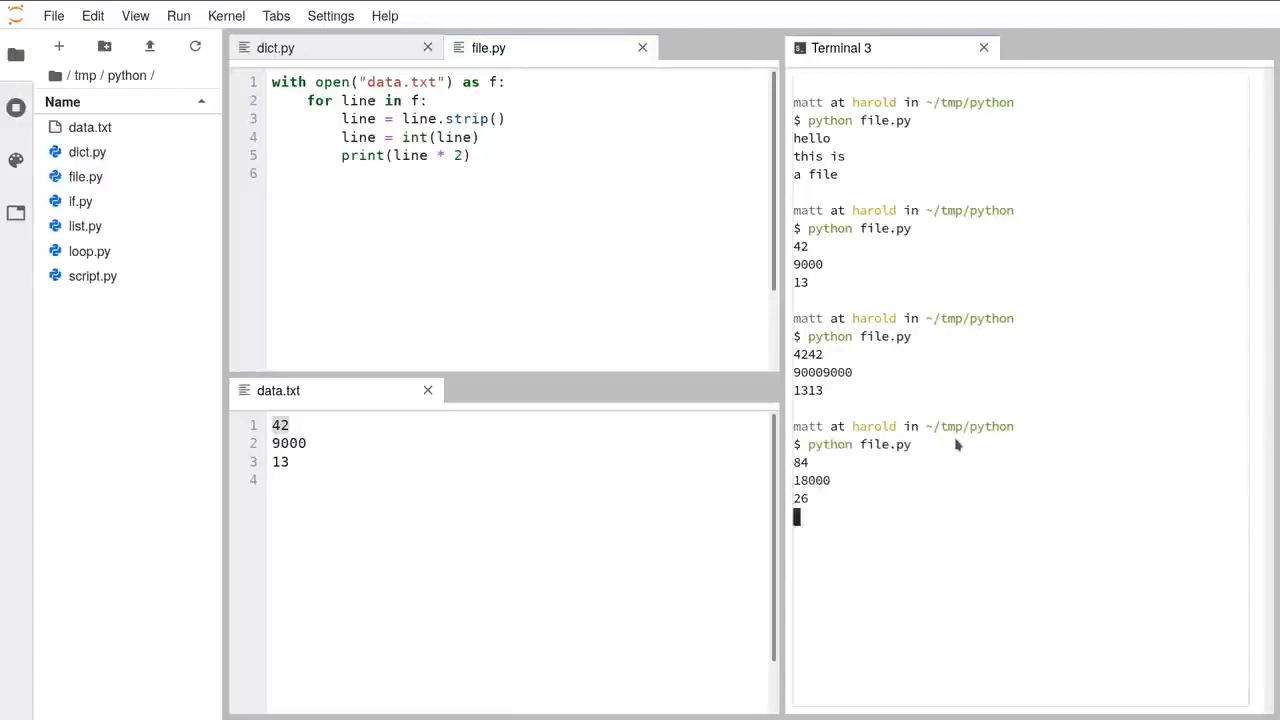 File Edit View Run Kernel Tabs Settings Help
/ tmp / python /
Name
data.txt
dict.py
file.py
if.py
list.py
loop.py
script.py
dict.py
file.py
1 with open("data.txt") as f:
2     for line in f:
3         line = line.strip()
4         line = int(line)
5         print(line * 2)
6
data.txt
1 42
2 9000
3 13
4
Terminal 3
matt at harold in ~/tmp/python
$ python file.py
hello
this is
a file
matt at harold in ~/tmp/python
$ python file.py
42
9000
13
matt at harold in ~/tmp/python
$ python file.py
4242
90009000
1313
matt at harold in ~/tmp/python
$ python file.py
84
18000
26